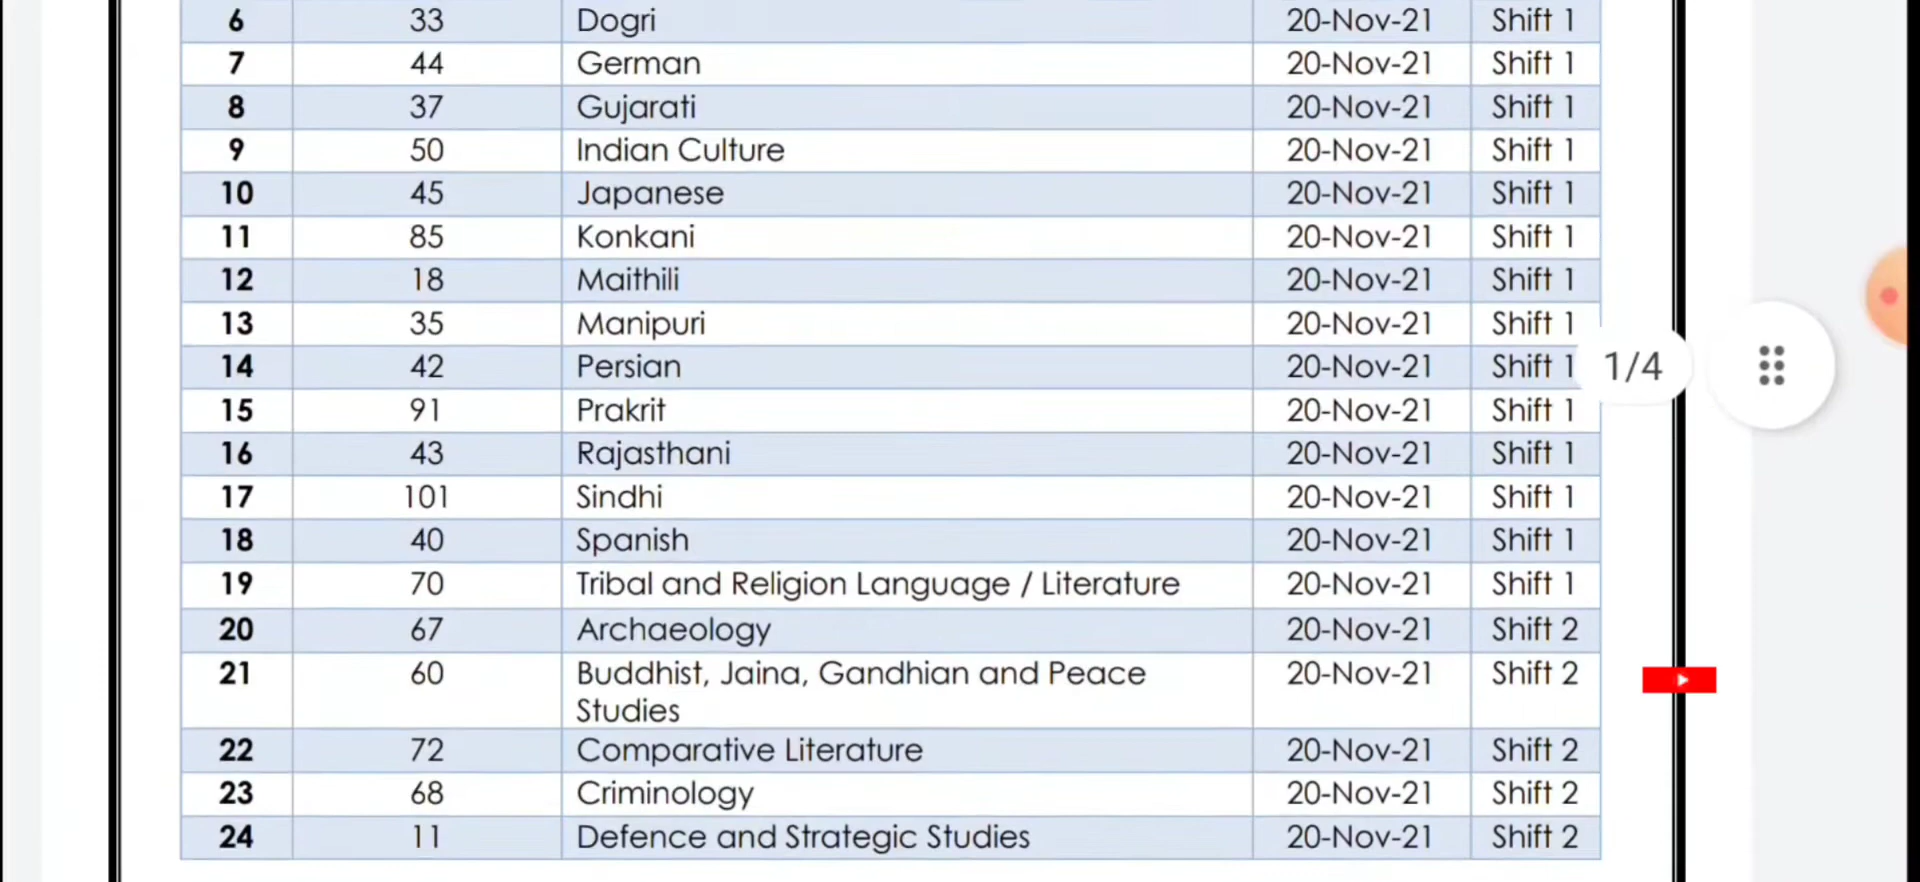 6 33 Dogri 20-Nov-21 Shift 1
7 44 German 20-Nov-21 Shift 1
8 37 Gujarati 20-Nov-21 Shift 1
9 50 Indian Culture 20-Nov-21 Shift 1
10 45 Japanese 20-Nov-21 Shift 1
11 85 Konkani 20-Nov-21 Shift 1
12 18 Maithili 20-Nov-21 Shift 1
13 35 Manipuri 20-Nov-21 Shift 1
14 42 Persian 20-Nov-21 Shift 1 1/4
15 91 Prakrit 20-Nov-21 Shift 1
16 43 Rajasthani 20-Nov-21 Shift 1
17 101 Sindhi 20-Nov-21 Shift 1
18 40 Spanish 20-Nov-21 Shift 1
19 70 Tribal and Religion Language / Literature 20-Nov-21 Shift 1
20 67 Archaeology 20-Nov-21 Shift 2
21 60 Buddhist, Jaina, Gandhian and Peace 20-Nov-21 Shift 2
Studies
22 72 Comparative Literature 20-Nov-21 Shift 2
23 68 Criminology 20-Nov-21 Shift 2
24 11 Defence and Strategic Studies 20-Nov-21 Shift 2